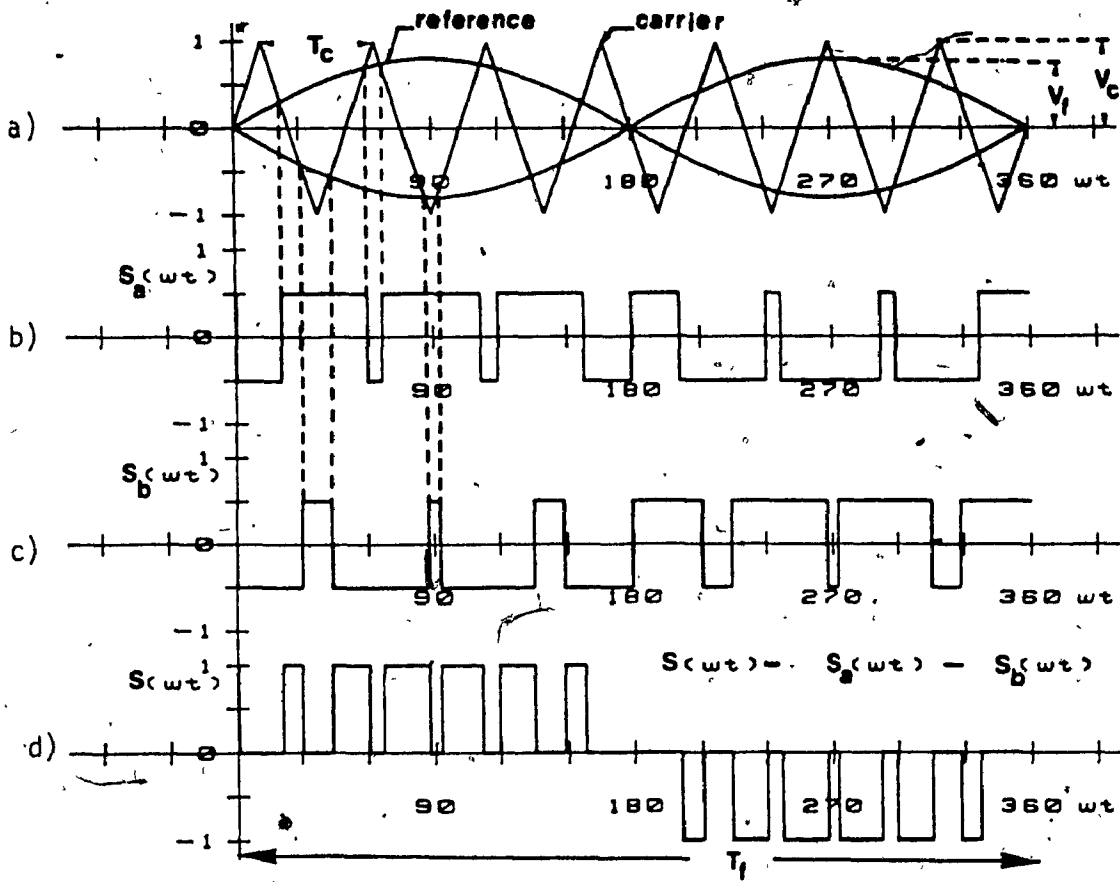 reference carrier
1 T_c
V_f V_c
a) 0
90 180 270 360 ωt
-1
1
S_a(ωt)
b) 0
90 180 270 360 ωt
-1
1
S_b(ωt)
c) 0
90 180 270 360 ωt
-1
S(ωt) 1 S(ωt)- S_a(ωt) - S_b(ωt)
d) 0
90 180 270 360 ωt
-1
T_f